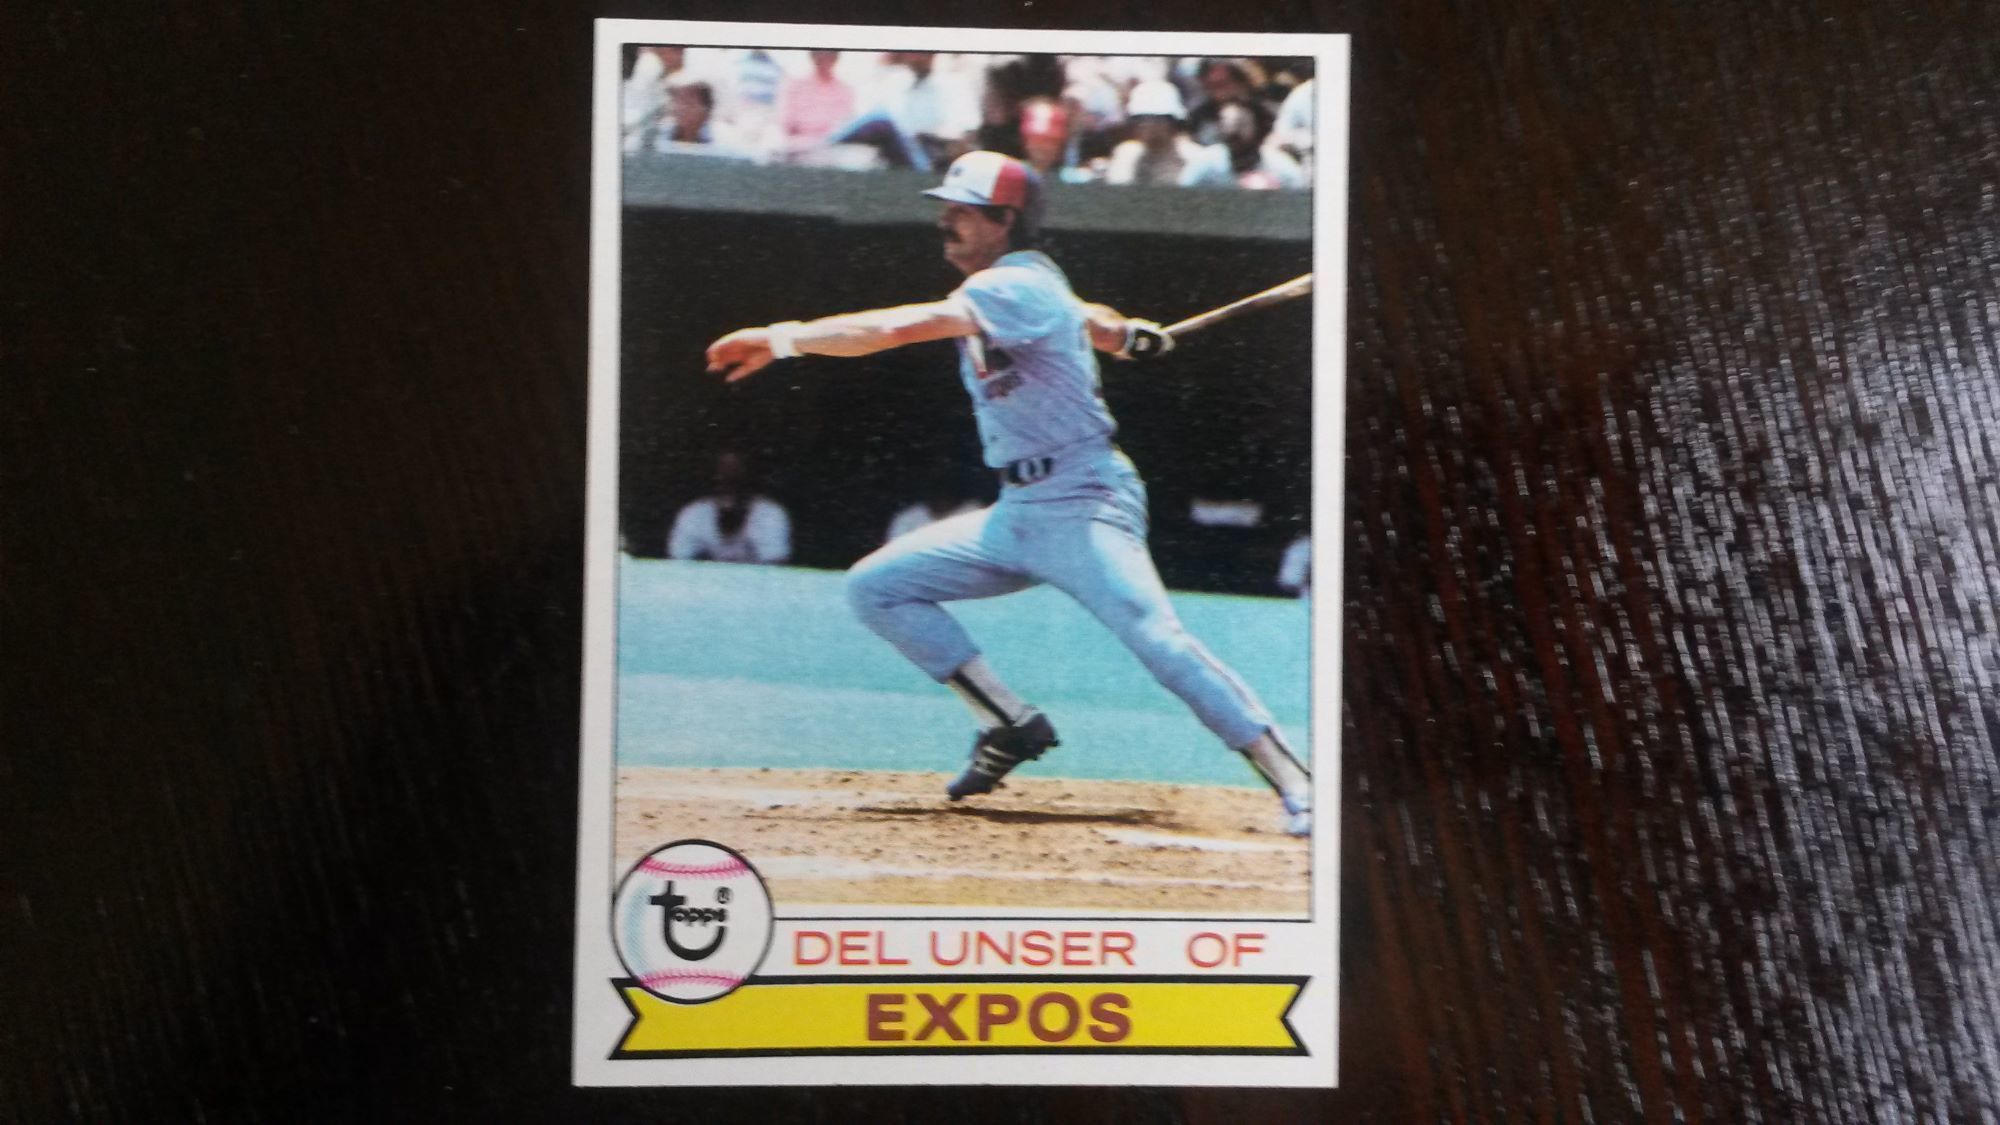 topps
DEL UNSER OF
EXPOS